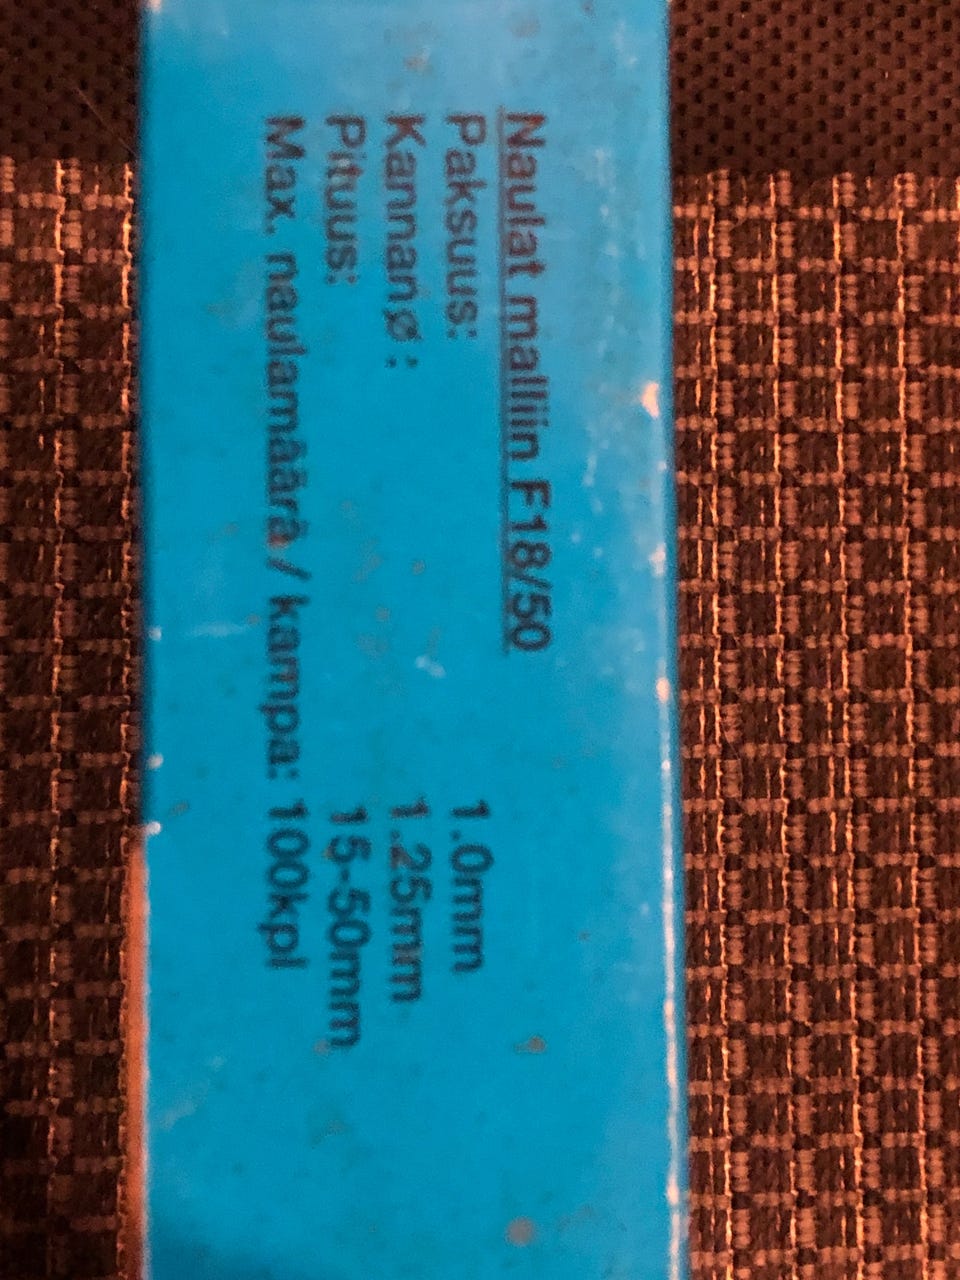 Naulat malliin F18/50
Paksuus: 1.0mm
Kannanø : 1.25mm
Pituus: 15-50mm
Max. naulamäärä / kampa: 100kpl